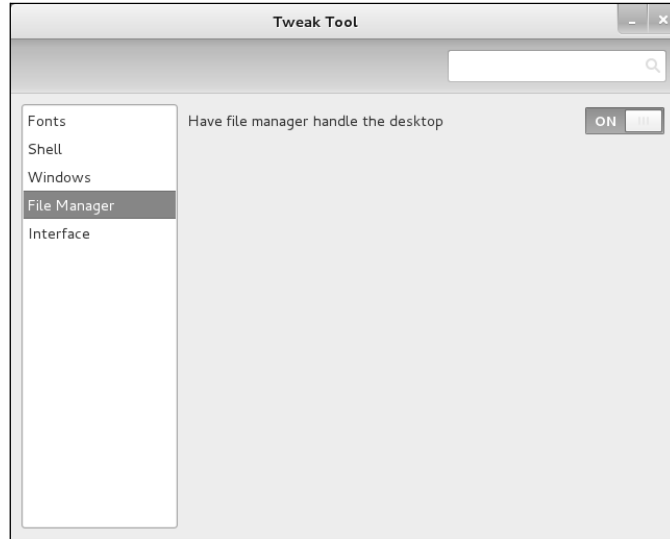 Tweak Tool
Fonts
Shell
Windows
File Manager
Interface
Have file manager handle the desktop
ON